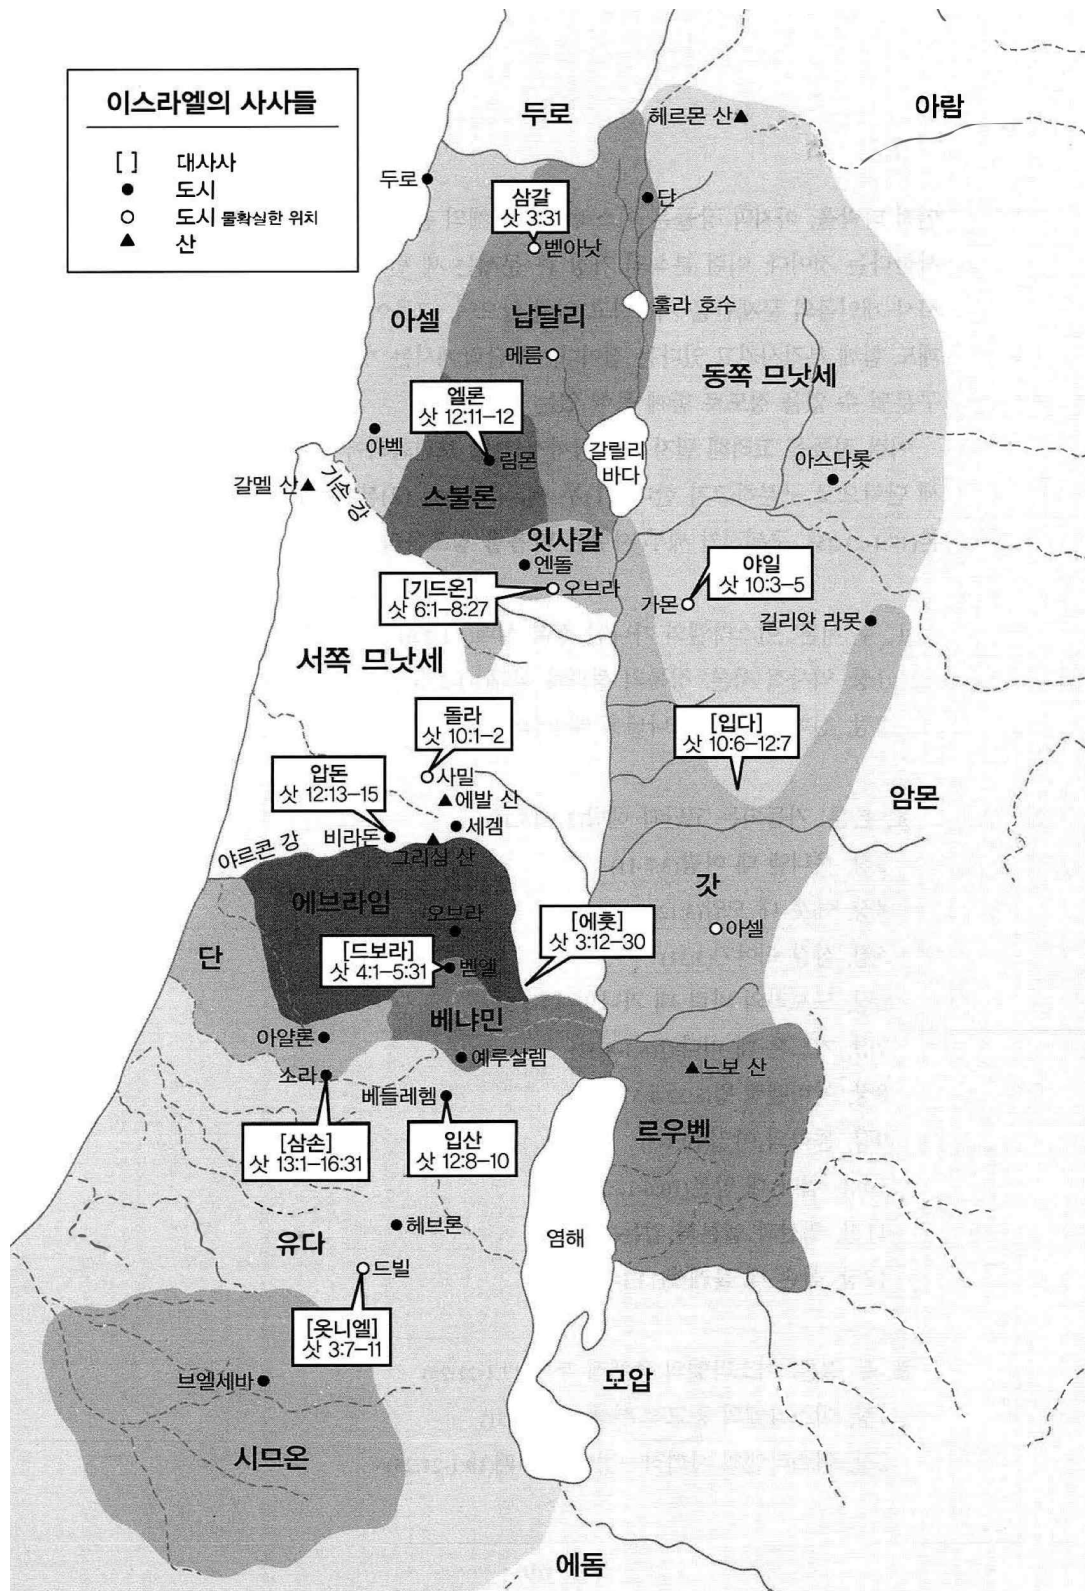 이스라엘의 사사들
[ ] 대사사
● 도시
○ 도시 불확실한 위치
▲ 산
두로
헤르몬 산
아람
두로
단
삼갈
삿 3:31
벧아낫
훌라 호수
아셀
납달리
메롬
동쪽 므낫세
엘론
삿 12:11–12
아벡
림몬
갈릴리
바다
아스다롯
갈멜 산
기손 강
스불론
잇사갈
엔돌
[기드온]
삿 6:1–8:27
오브라
야일
삿 10:3–5
가몬
길리앗 라못
서쪽 므낫세
돌라
삿 10:1–2
[입다]
삿 10:6–12:7
사밀
압돈
삿 12:13–15
에발 산
암몬
세겜
비라돈
그리심 산
야르콘 강
갓
에브라임
오브라
[에훗]
삿 3:12–30
아셀
단
[드보라]
삿 4:1–5:31
벧엘
베냐민
아얄론
예루살렘
느보 산
소라
베들레헴
르우벤
[삼손]
삿 13:1–16:31
입산
삿 12:8–10
헤브론
유다
염해
드빌
[옷니엘]
삿 3:7–11
브엘세바
모압
시므온
에돔